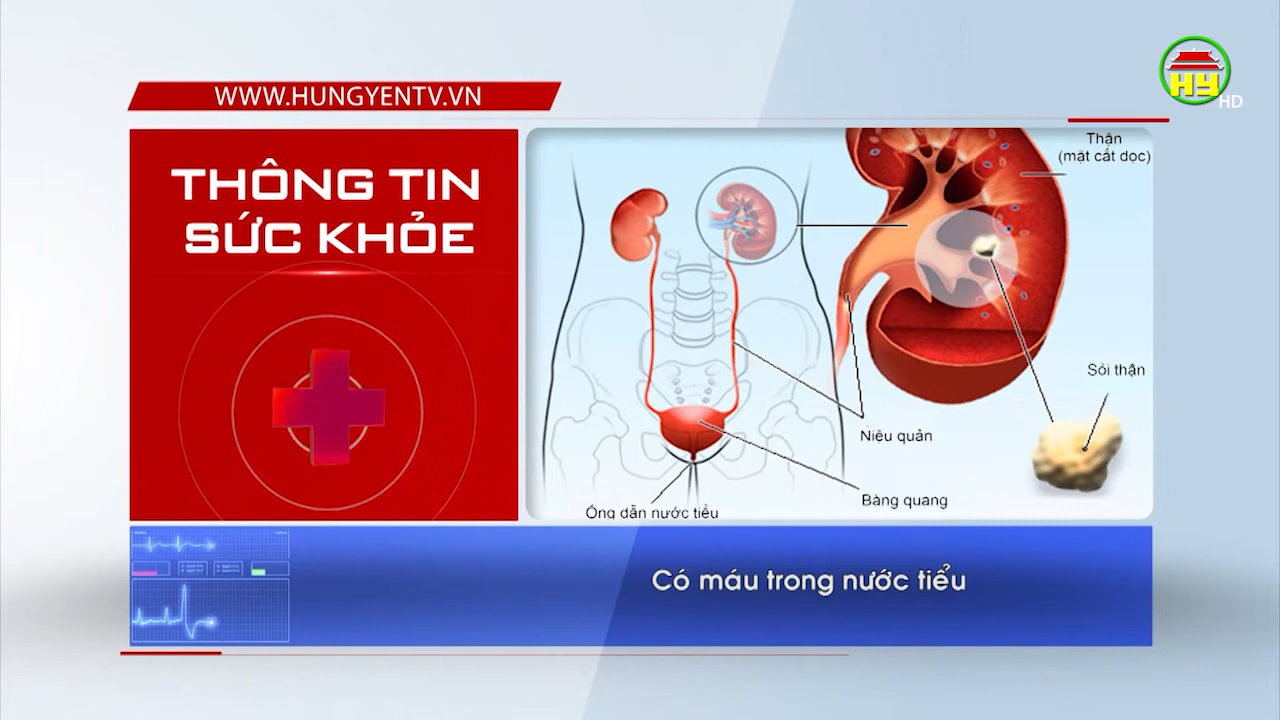 WWW.HUNGYENTV.VN
HY
HD
THÔNG TIN
SỨC KHỎE
Thận
(mặt cắt dọc)
Sỏi thận
Niệu quản
Bàng quang
Ống dẫn nước tiểu
Có máu trong nước tiểu